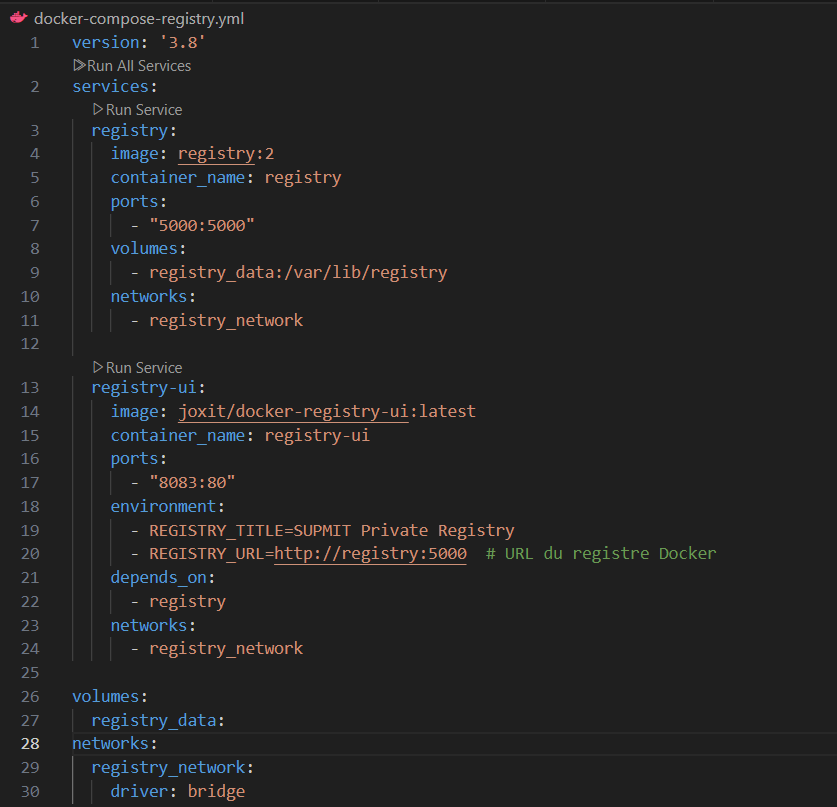 docker-compose-registry.yml
1 version: '3.8'
Run All Services
2 services:
Run Service
3 registry:
4 image: registry:2
5 container_name: registry
6 ports:
7 - "5000:5000"
8 volumes:
9 - registry_data:/var/lib/registry
10 networks:
11 - registry_network
12
Run Service
13 registry-ui:
14 image: joxit/docker-registry-ui:latest
15 container_name: registry-ui
16 ports:
17 - "8083:80"
18 environment:
19 - REGISTRY_TITLE=SUPMIT Private Registry
20 - REGISTRY_URL=http://registry:5000  # URL du registre Docker
21 depends_on:
22 - registry
23 networks:
24 - registry_network
25
26 volumes:
27 registry_data:
28 networks:
29 registry_network:
30 driver: bridge